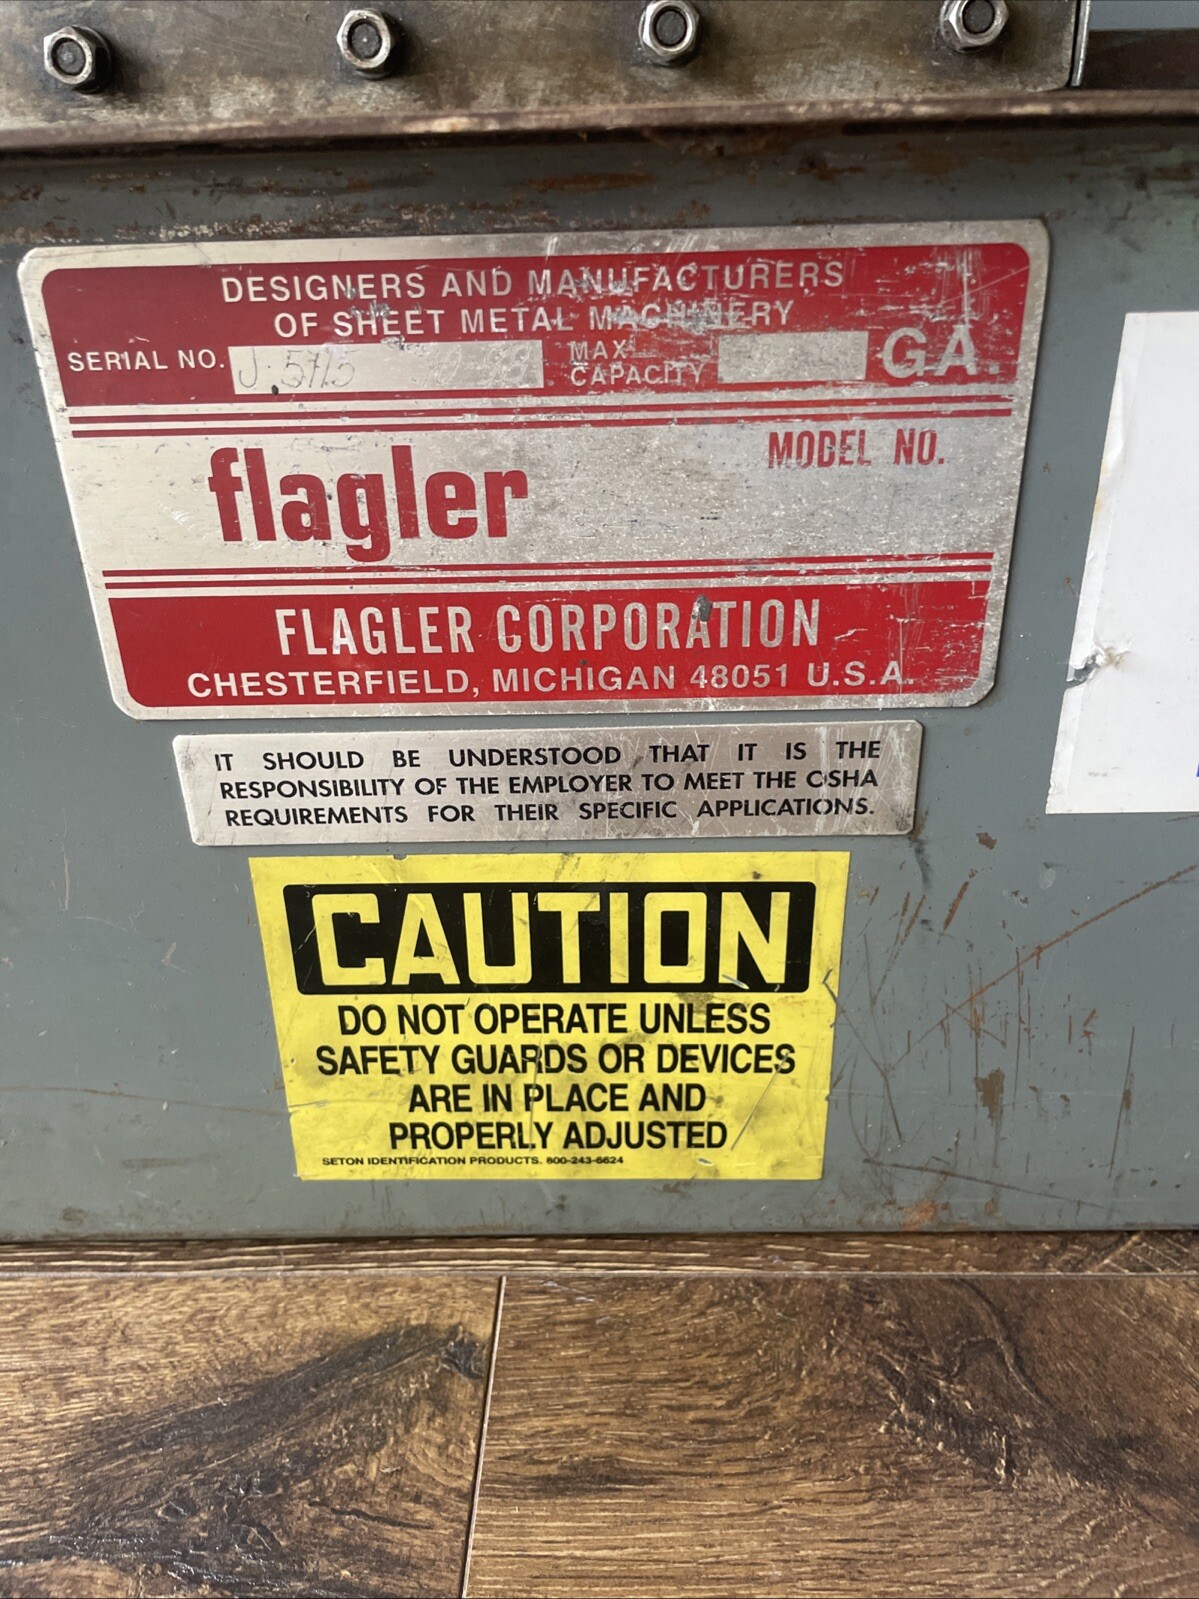 DESIGNERS AND MANUFACTURERS
OF SHEET METAL MACHINERY
SERIAL NO. J. 5715
MAX
CAPACITY
GA.
flagler
MODEL NO.
FLAGLER CORPORATION
CHESTERFIELD, MICHIGAN 48051 U.S.A.
IT SHOULD BE UNDERSTOOD THAT IT IS THE
RESPONSIBILITY OF THE EMPLOYER TO MEET THE OSHA
REQUIREMENTS FOR THEIR SPECIFIC APPLICATIONS.
CAUTION
DO NOT OPERATE UNLESS
SAFETY GUARDS OR DEVICES
ARE IN PLACE AND
PROPERLY ADJUSTED
SETON IDENTIFICATION PRODUCTS. 800-243-6624